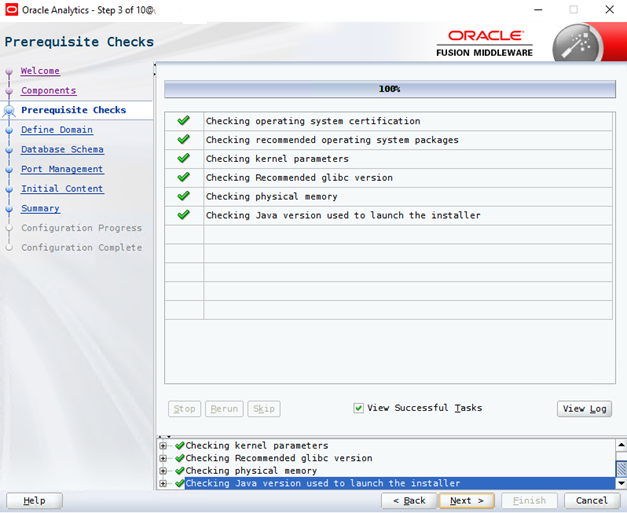 Oracle Analytics - Step 3 of 10@
Prerequisite Checks
ORACLE
FUSION MIDDLEWARE
Welcome
Components
Prerequisite Checks
Define Domain
Database Schema
Port Management
Initial Content
Summary
Configuration Progress
Configuration Complete
100%
Checking operating system certification
Checking recommended operating system packages
Checking kernel parameters
Checking Recommended glibc version
Checking physical memory
Checking Java version used to launch the installer
Stop Rerun Skip View Successful Tasks View Log
Checking kernel parameters
Checking Recommended glibc version
Checking physical memory
Checking Java version used to launch the installer
Help < Back Next > Finish Cancel